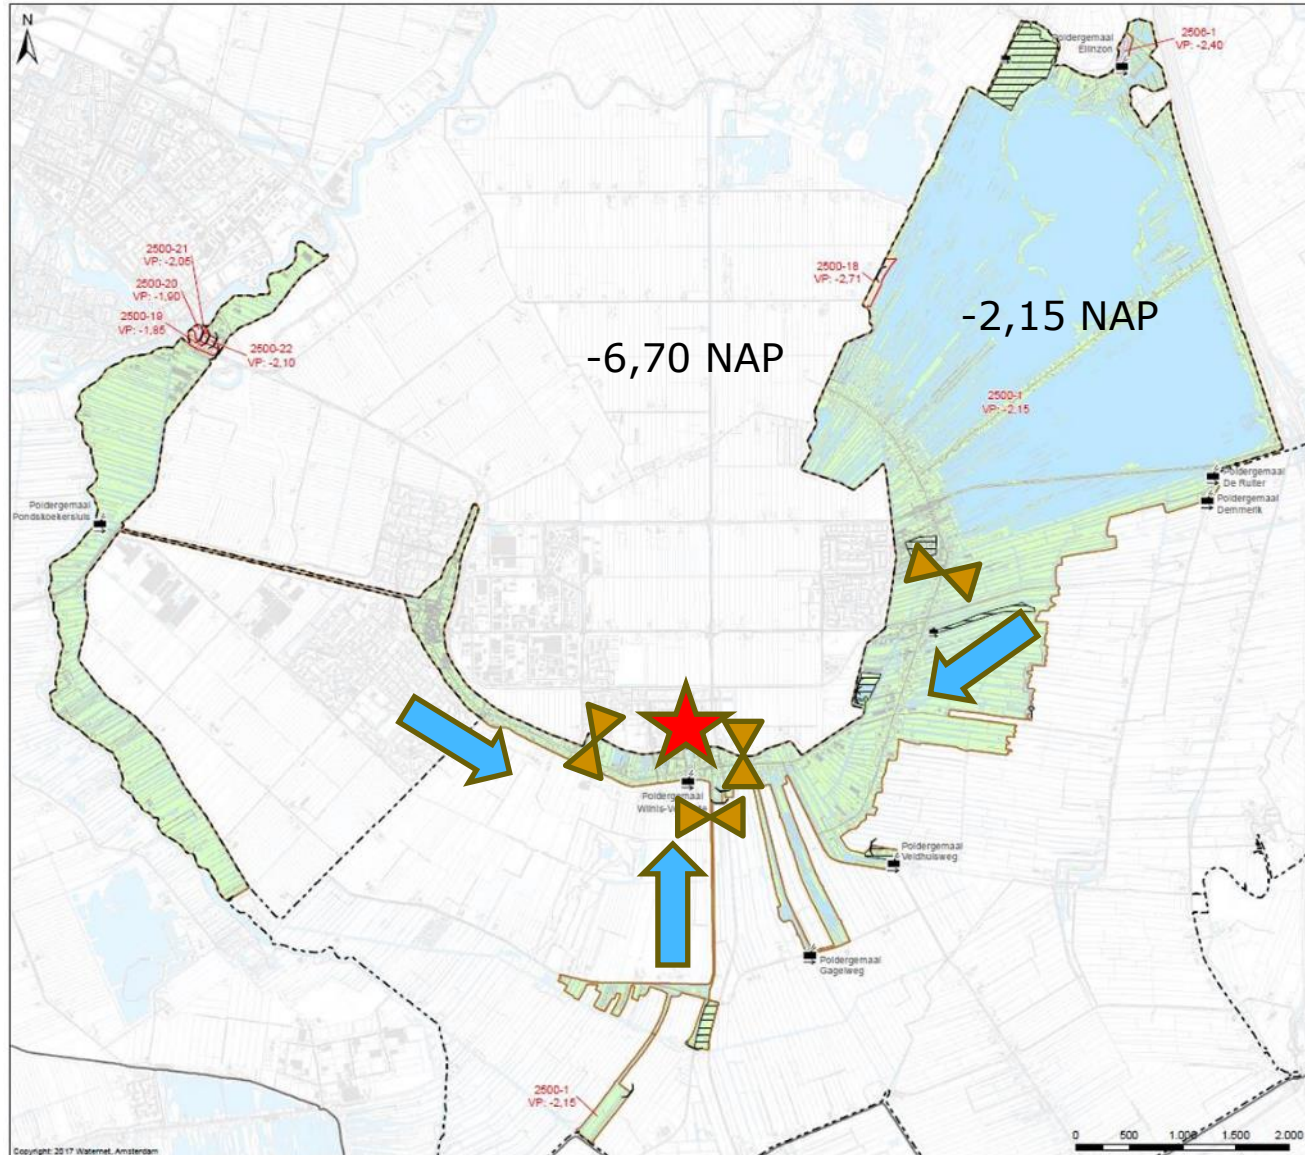 N
Poldergemaal
Elinzon
2506-1
VP: -2,40
2500-21
VP: -2,05
2500-20
VP: -1,90
2500-19
VP: -1,85
2500-22
VP: -2,10
2500-18
VP: -2,71
-2,15 NAP
-6,70 NAP
2500-1
VP: -2,15
Poldergemaal
De Ruiter
Poldergemaal
Demmerik
Poldergemaal
Pondskoekersluis
Poldergemaal
Poldergemaal
Veldhuisweg
Poldergemaal
Gagelweg
2500-1
VP: -2,15
0 500 1.000 1.500 2.000
Copyright: 2017 Waternet, Amsterdam